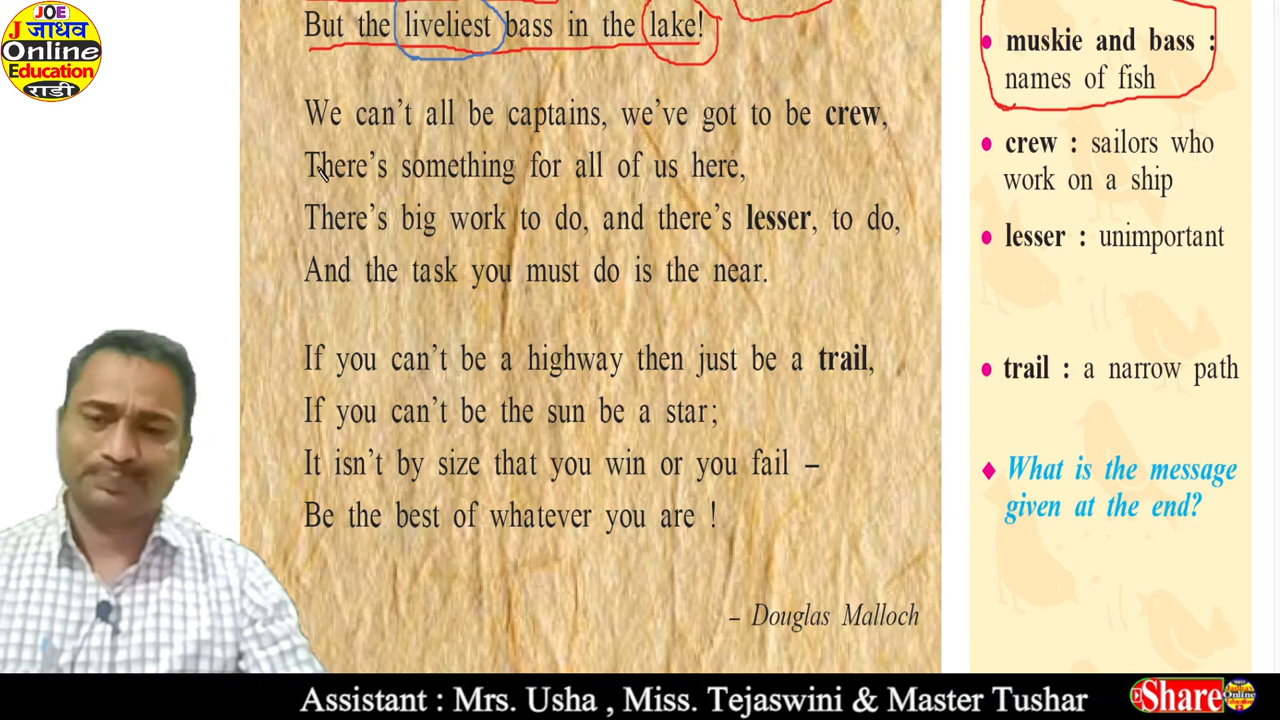 JOE
J जाधव
Online
Education
राडी
But the liveliest bass in the lake!
We can't all be captains, we've got to be crew,
There's something for all of us here,
There's big work to do, and there's lesser, to do,
And the task you must do is the near.
If you can't be a highway then just be a trail,
If you can't be the sun be a star;
It isn't by size that you win or you fail –
Be the best of whatever you are !
– Douglas Malloch
• muskie and bass :
names of fish
• crew : sailors who
work on a ship
• lesser : unimportant
• trail : a narrow path
♦ What is the message
given at the end?
Assistant : Mrs. Usha , Miss. Tejaswini & Master Tushar
Share